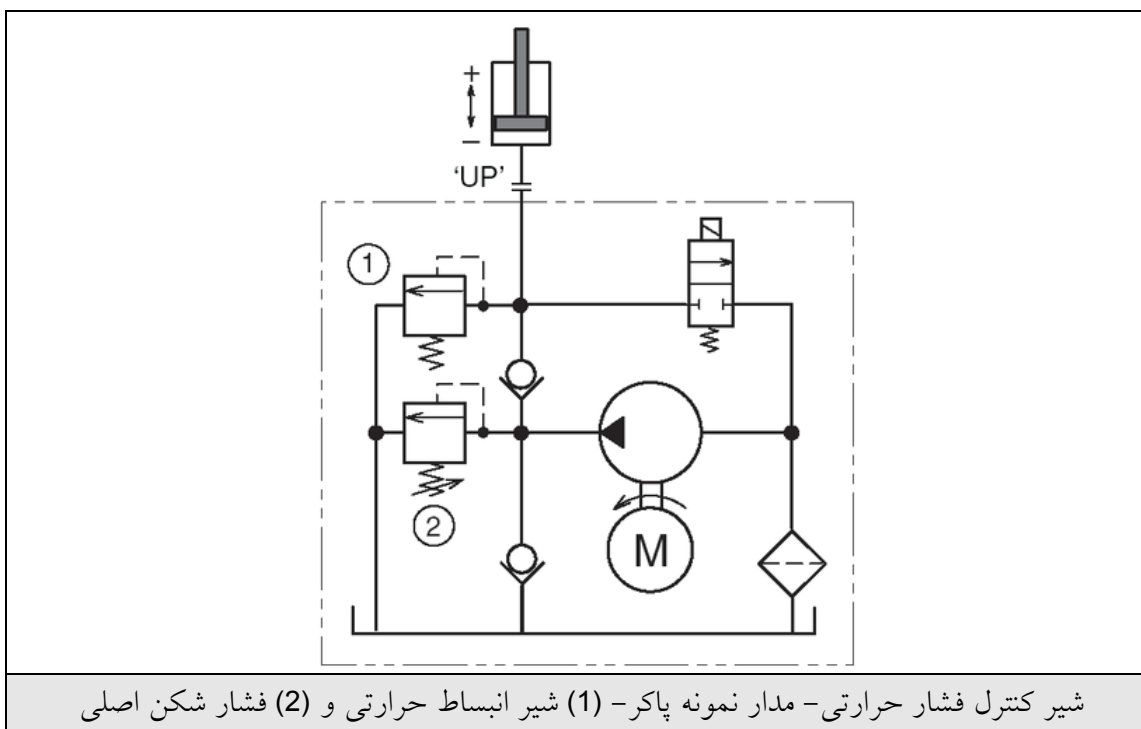 +
−
‘UP’
1
2
M
شیر کنترل فشار حرارتی- مدار نمونه پاکر- (1) شیر انبساط حرارتی و (2) فشار شکن اصلی